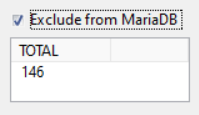 Exclude from MariaDB
TOTAL
146